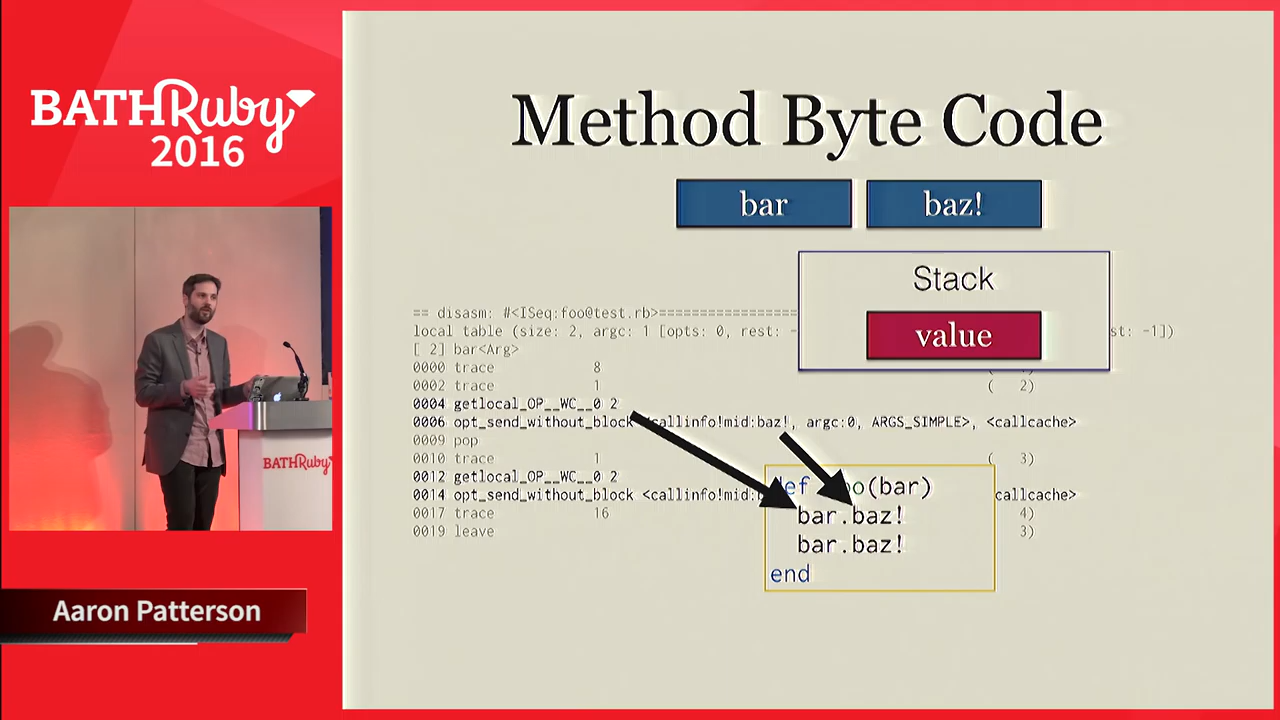 BATHRuby
2016
Aaron Patterson
BATHRuby
Method Byte Code
bar baz!
Stack
value
== disasm: #<ISeq:foo@test.rb>=================
local table (size: 2, argc: 1 [opts: 0, rest: - st: -1])
[ 2] bar<Arg>
0000 trace 8
0002 trace 1 ( 2)
0004 getlocal_OP__WC__0 2
0006 opt_send_without_block <callinfo!mid:baz!, argc:0, ARGS_SIMPLE>, <callcache>
0009 pop
0010 trace 1 ( 3)
0012 getlocal_OP__WC__0 2
0014 opt_send_without_block <callinfo!mid: callcache>
0017 trace 16 4)
0019 leave 3)
(bar)
bar.baz!
bar.baz!
end